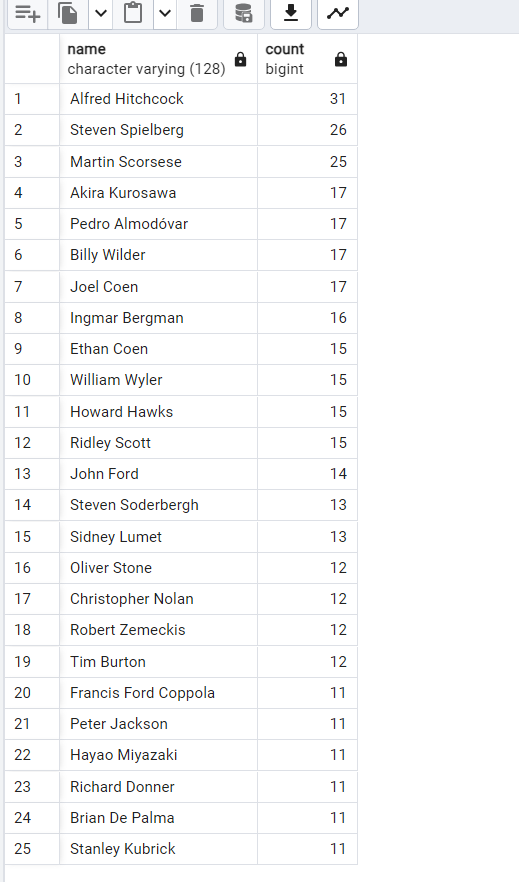 name count
character varying (128) bigint
1 Alfred Hitchcock 31
2 Steven Spielberg 26
3 Martin Scorsese 25
4 Akira Kurosawa 17
5 Pedro Almodóvar 17
6 Billy Wilder 17
7 Joel Coen 17
8 Ingmar Bergman 16
9 Ethan Coen 15
10 William Wyler 15
11 Howard Hawks 15
12 Ridley Scott 15
13 John Ford 14
14 Steven Soderbergh 13
15 Sidney Lumet 13
16 Oliver Stone 12
17 Christopher Nolan 12
18 Robert Zemeckis 12
19 Tim Burton 12
20 Francis Ford Coppola 11
21 Peter Jackson 11
22 Hayao Miyazaki 11
23 Richard Donner 11
24 Brian De Palma 11
25 Stanley Kubrick 11